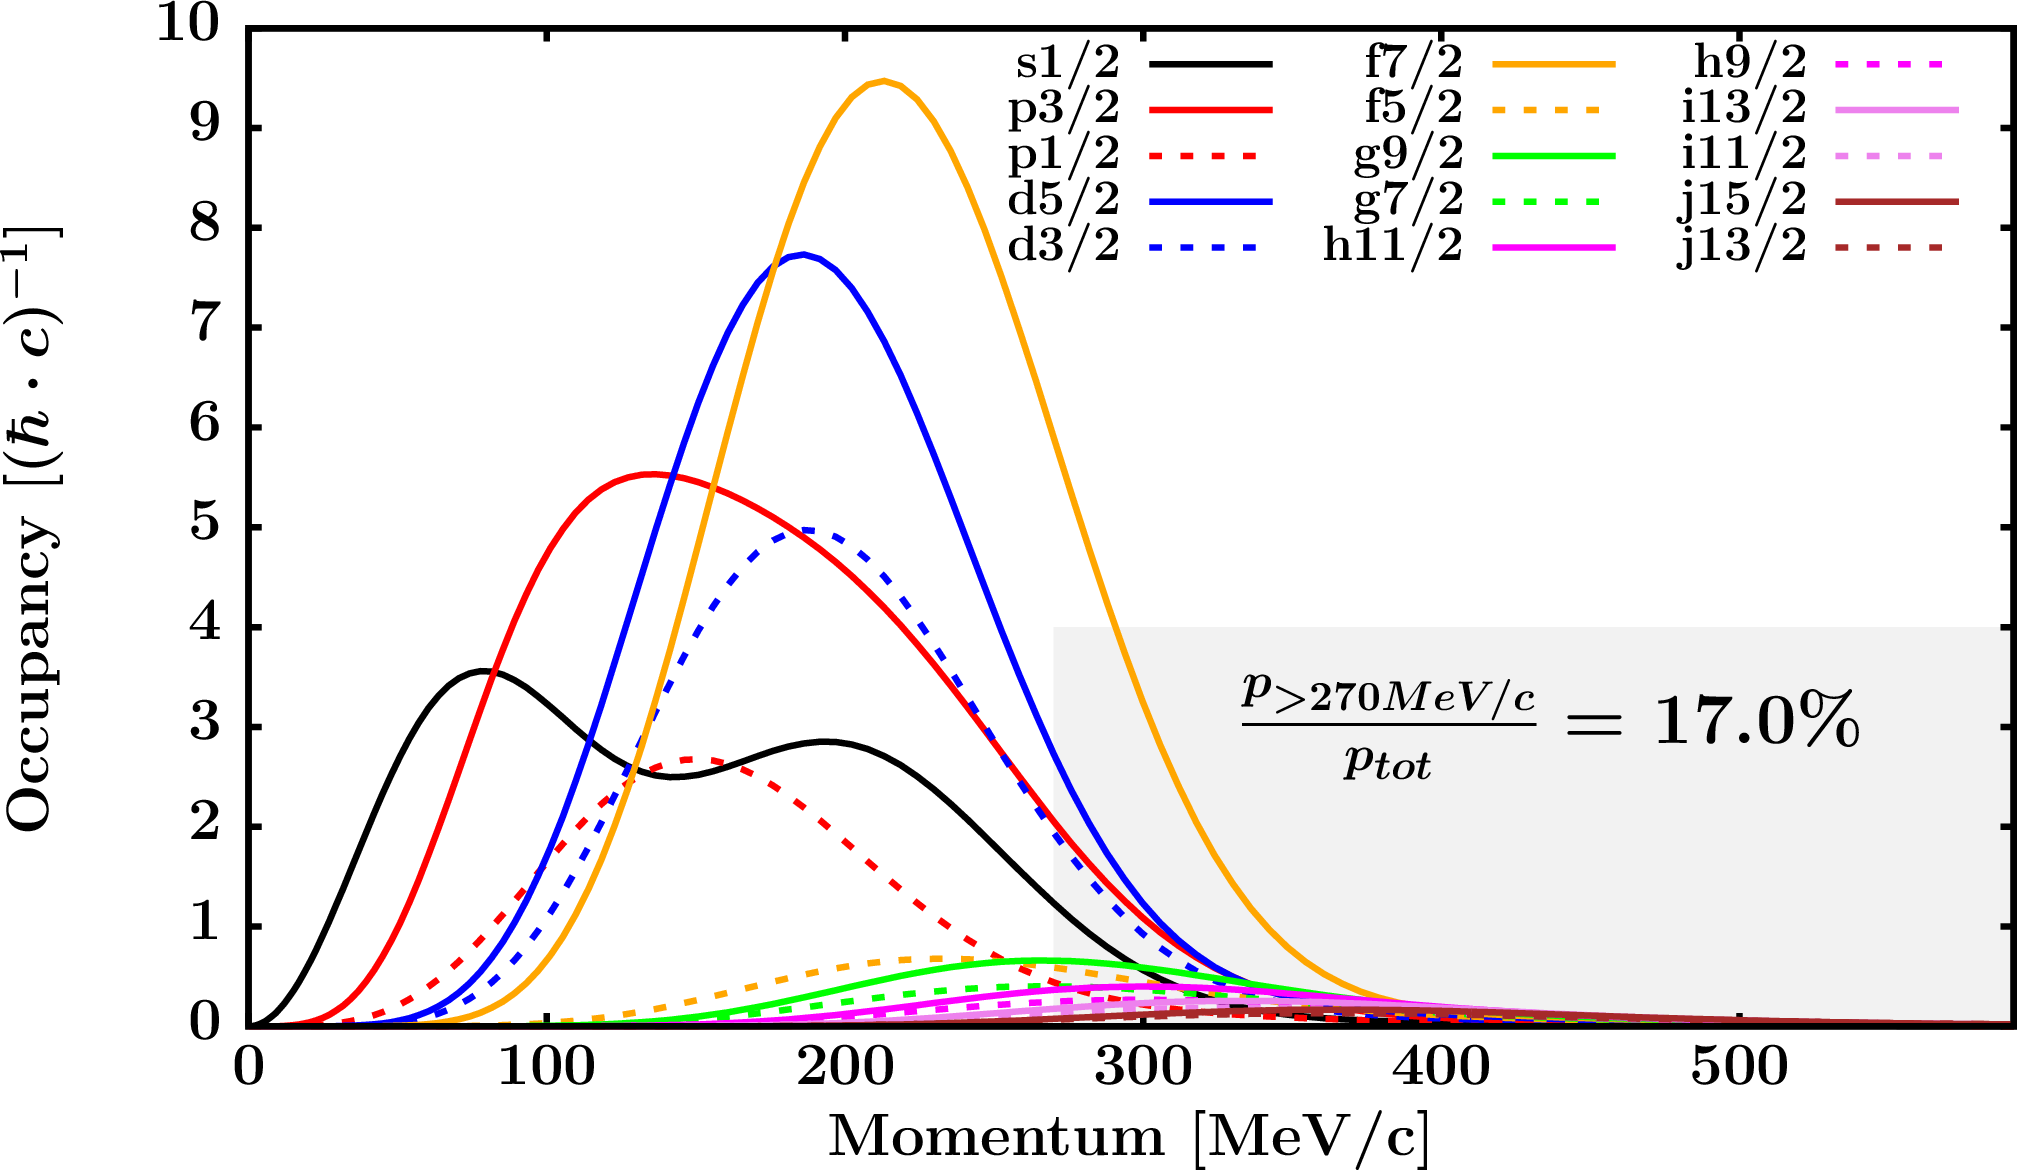 10
9
8
7
6
5
4
3
2
1
0
Occupancy [(ħ · c)⁻¹]
s1/2
p3/2
p1/2
d5/2
d3/2
f7/2
f5/2
g9/2
g7/2
h11/2
h9/2
i13/2
i11/2
j15/2
j13/2
p>270MeV/c
ptot
= 17.0%
0 100 200 300 400 500
Momentum [MeV/c]